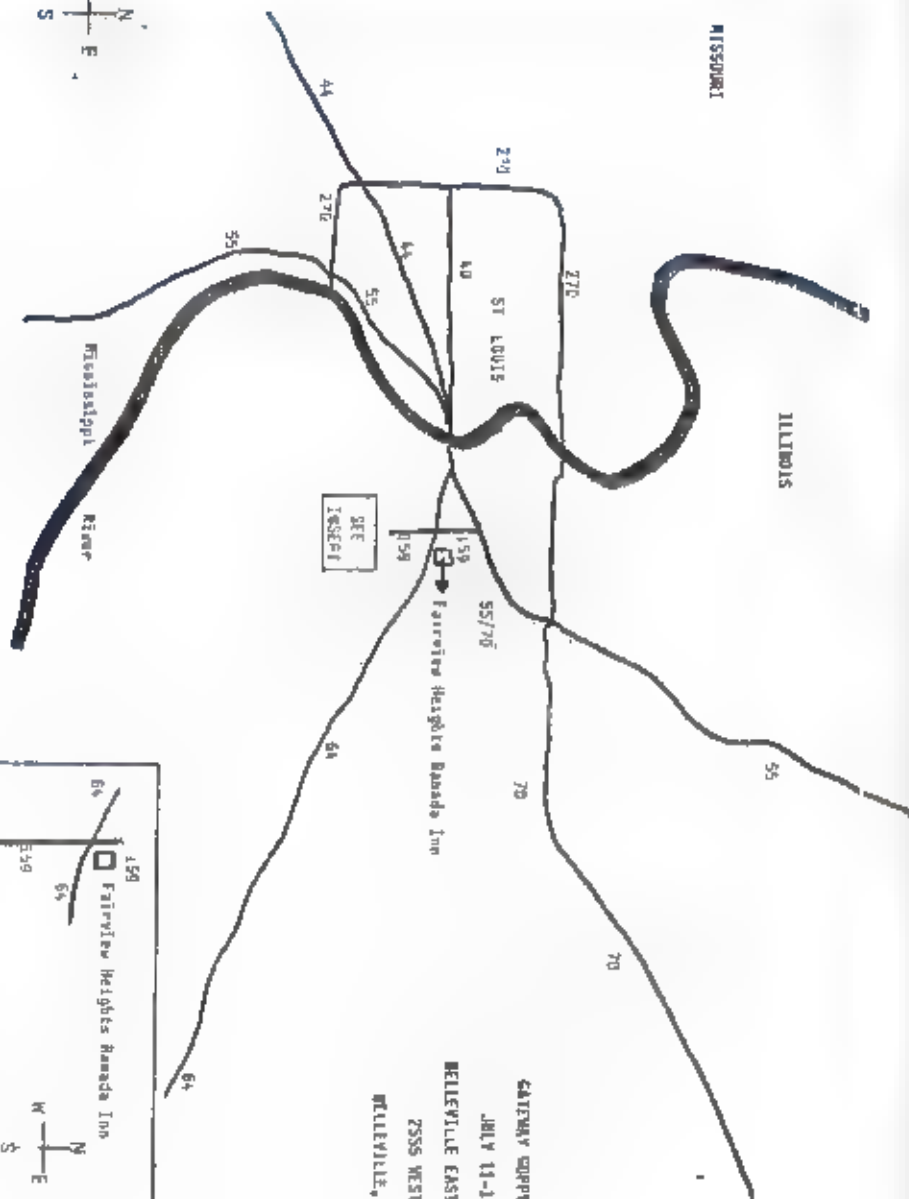 MISSOURI
N
S
E
44
270
270
55
44
40
270
55
ST LOUIS
ILLINOIS
Mississippi River
SEE
159
159
55/70
Fairview Heights Ramada Inn
64
70
55
70
64
64
159
159
64
Fairview Heights Ramada Inn
N
W
E
S
GATEWAY
JULY 11-1
BELLEVILLE EAST
2555 WEST
BELLEVILLE,